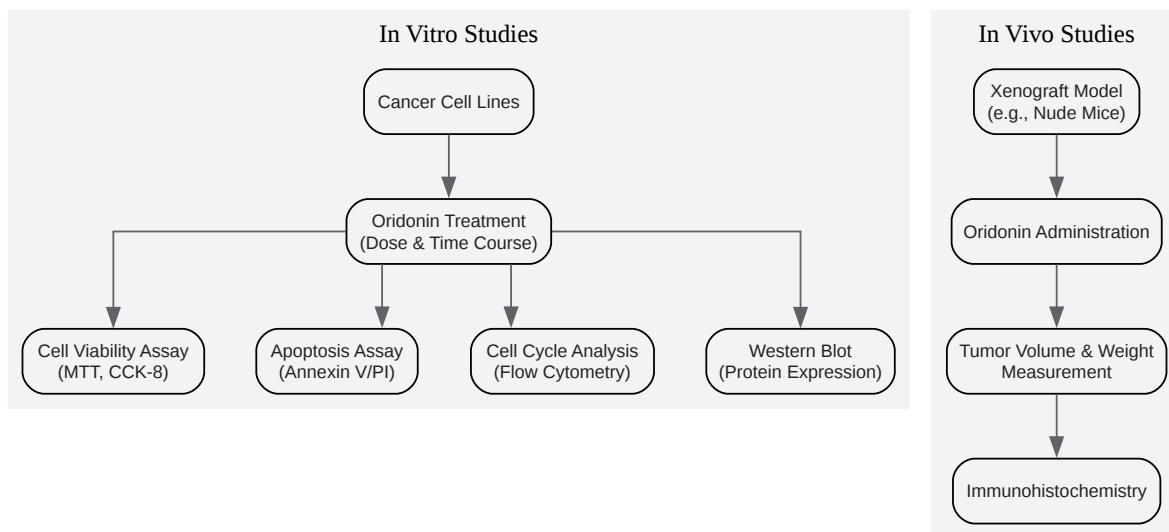 In Vitro Studies
Cancer Cell Lines
Oridonin Treatment
(Dose & Time Course)
Cell Viability Assay
(MTT, CCK-8)
Apoptosis Assay
(Annexin V/PI)
Cell Cycle Analysis
(Flow Cytometry)
Western Blot
(Protein Expression)
In Vivo Studies
Xenograft Model
(e.g., Nude Mice)
Oridonin Administration
Tumor Volume & Weight
Measurement
Immunohistochemistry